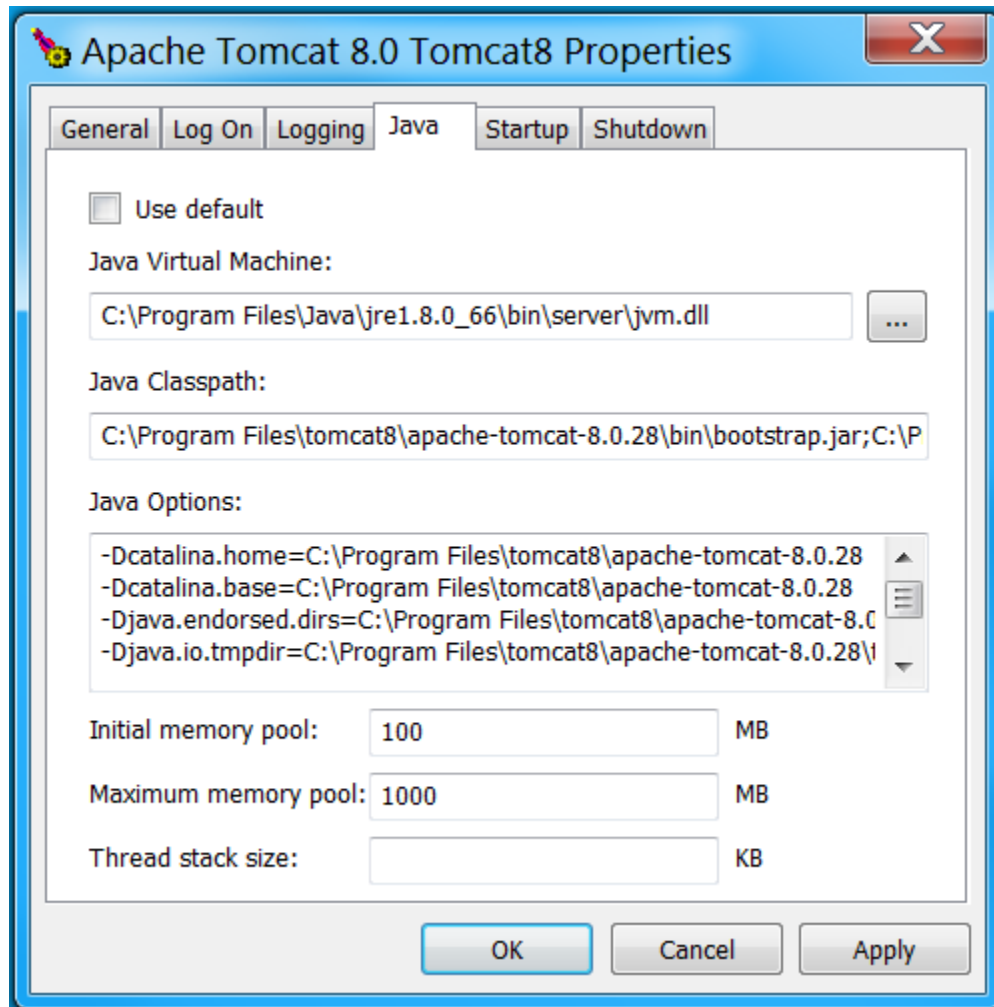 Apache Tomcat 8.0 Tomcat8 Properties
General Log On Logging Java Startup Shutdown
Use default
Java Virtual Machine:
C:\Program Files\Java\jre1.8.0_66\bin\server\jvm.dll
...
Java Classpath:
C:\Program Files\tomcat8\apache-tomcat-8.0.28\bin\bootstrap.jar;C:\P
Java Options:
-Dcatalina.home=C:\Program Files\tomcat8\apache-tomcat-8.0.28
-Dcatalina.base=C:\Program Files\tomcat8\apache-tomcat-8.0.28
-Djava.endorsed.dirs=C:\Program Files\tomcat8\apache-tomcat-8.0
-Djava.io.tmpdir=C:\Program Files\tomcat8\apache-tomcat-8.0.28\t
Initial memory pool: 100 MB
Maximum memory pool: 1000 MB
Thread stack size: KB
OK Cancel Apply